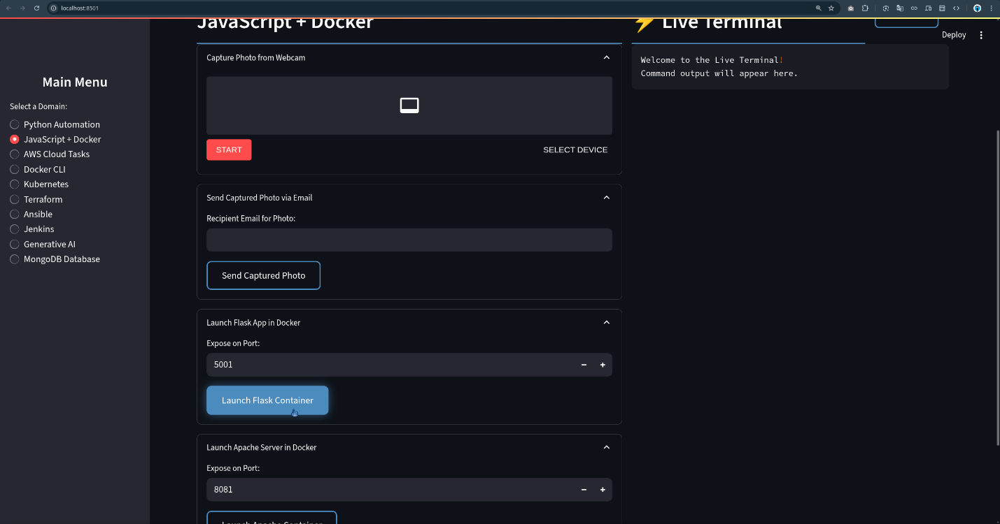 localhost:8501
Deploy
Main Menu
Select a Domain:
Python Automation
JavaScript + Docker
AWS Cloud Tasks
Docker CLI
Kubernetes
Terraform
Ansible
Jenkins
Generative AI
MongoDB Database
JavaScript + Docker
Capture Photo from Webcam
START
SELECT DEVICE
Send Captured Photo via Email
Recipient Email for Photo:
Send Captured Photo
Launch Flask App in Docker
Expose on Port:
5001
Launch Flask Container
Launch Apache Server in Docker
Expose on Port:
8081
Launch Apache Container
⚡ Live Terminal
Welcome to the Live Terminal!
Command output will appear here.